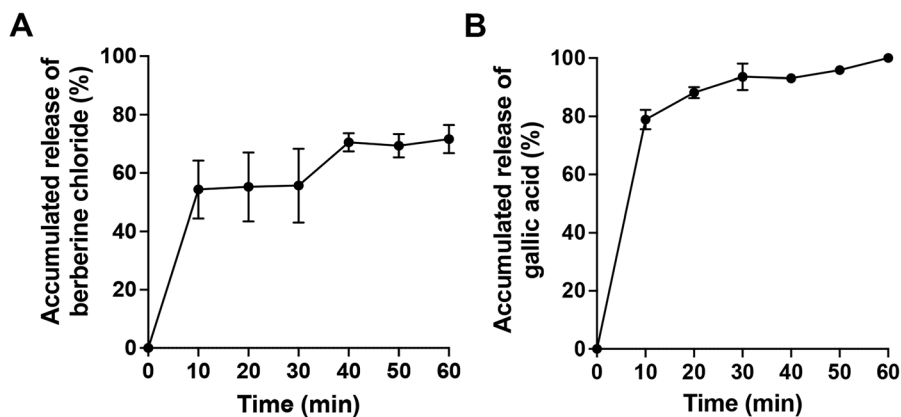 A
Accumulated release of
berberine chloride (%)
100
80
60
40
20
0
0 10 20 30 40 50 60
Time (min)
B
Accumulated release of
gallic acid (%)
100
80
60
40
20
0
0 10 20 30 40 50 60
Time (min)